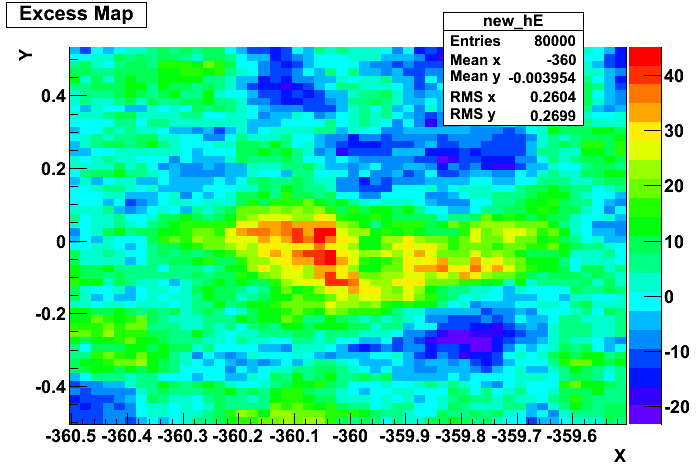 Excess Map
Y
new_hE
Entries 80000
Mean x -360
Mean y -0.003954
RMS x 0.2604
RMS y 0.2699
0.4
0.2
0
-0.2
-0.4
-360.5 -360.4 -360.3 -360.2 -360.1 -360 -359.9 -359.8 -359.7 -359.6
X
40
30
20
10
0
-10
-20